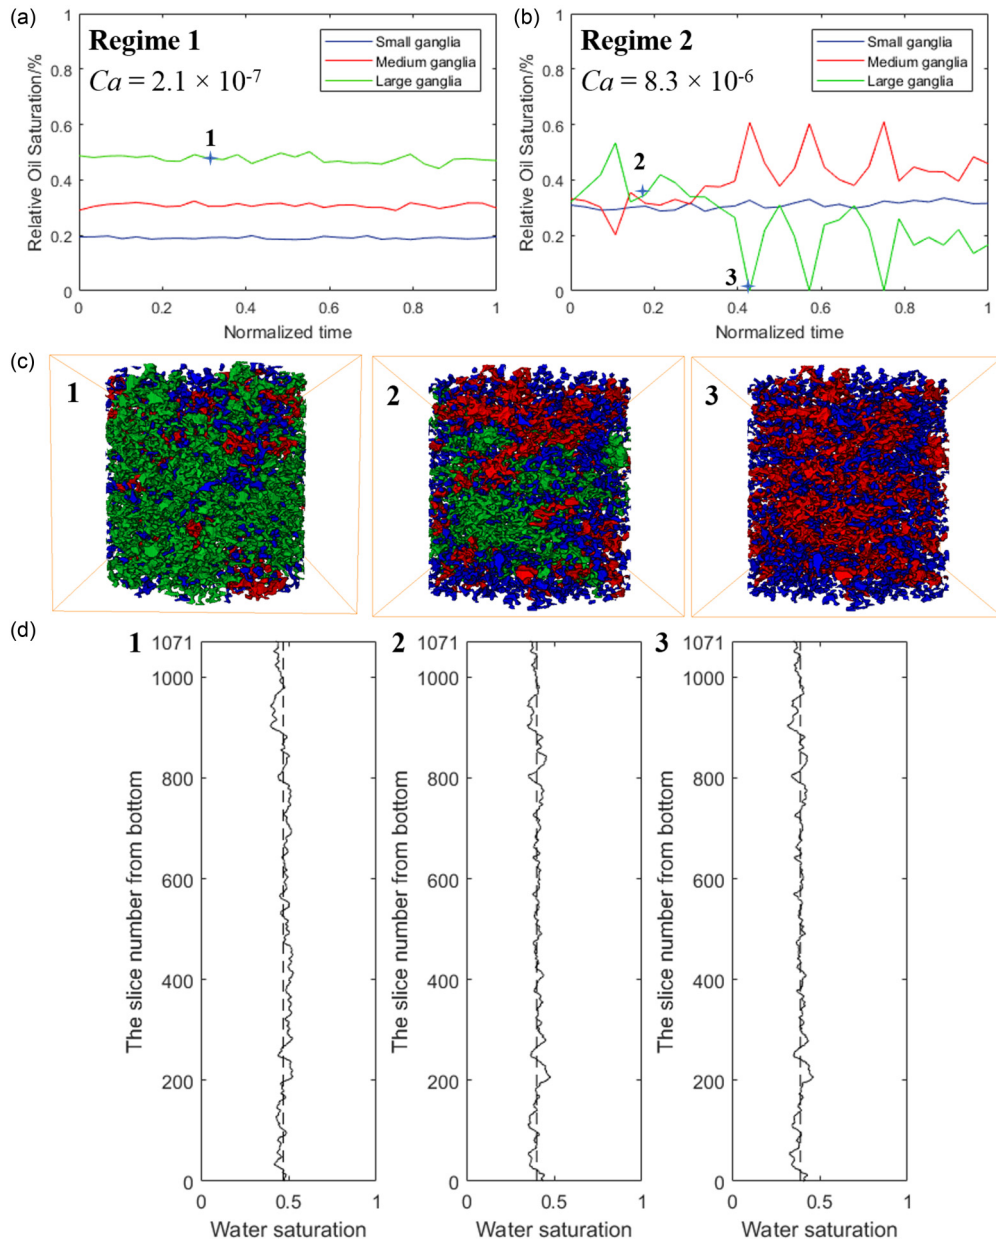 (a)
Regime 1
Ca = 2.1 × 10-7
Small ganglia
Medium ganglia
Large ganglia
1
Relative Oil Saturation/%
0
0.2
0.4
0.6
0.8
1
0 0.2 0.4 0.6 0.8 1
Normalized time
(b)
Regime 2
Ca = 8.3 × 10-6
Small ganglia
Medium ganglia
Large ganglia
2
3
Relative Oil Saturation/%
0
0.2
0.4
0.6
0.8
1
0 0.2 0.4 0.6 0.8 1
Normalized time
(c)
1
2
3
(d)
1
1071
1000
800
600
400
200
0
The slice number from bottom
0 0.5 1
Water saturation
2
1071
1000
800
600
400
200
0
The slice number from bottom
0 0.5 1
Water saturation
3
1071
1000
800
600
400
200
0
The slice number from bottom
0 0.5 1
Water saturation